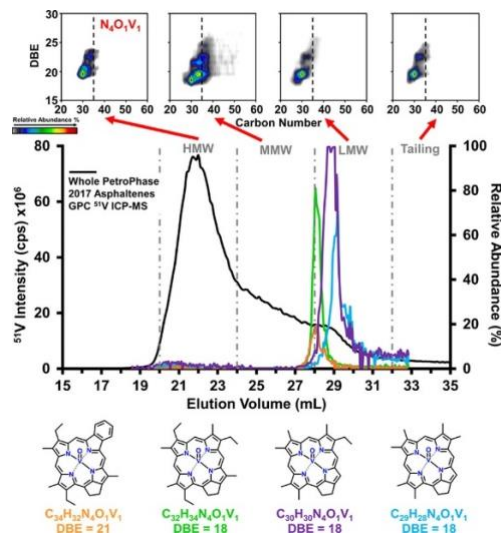 N₄O₁V₁
DBE
30
25
20
15
20 30 40 50 60
20 30 40 50 60
20 30 40 50 60
20 30 40 50 60
Carbon Number
Relative Abundance %
HMW MMW LMW Tailing
Whole PetroPhase
2017 Asphaltenes
GPC ⁵¹V ICP-MS
⁵¹V Intensity (cps) x10⁶
80
60
40
20
0
Relative Abundance (%)
100
80
60
40
20
0
15 17 19 21 23 25 27 29 31 33 35
Elution Volume (mL)
O O O O
N N N N
V V V V
N N N N
C₃₄H₃₂N₄O₁V₁ C₃₂H₃₄N₄O₁V₁ C₃₀H₃₀N₄O₁V₁ C₂₉H₂₈N₄O₁V₁
DBE = 21 DBE = 18 DBE = 18 DBE = 18